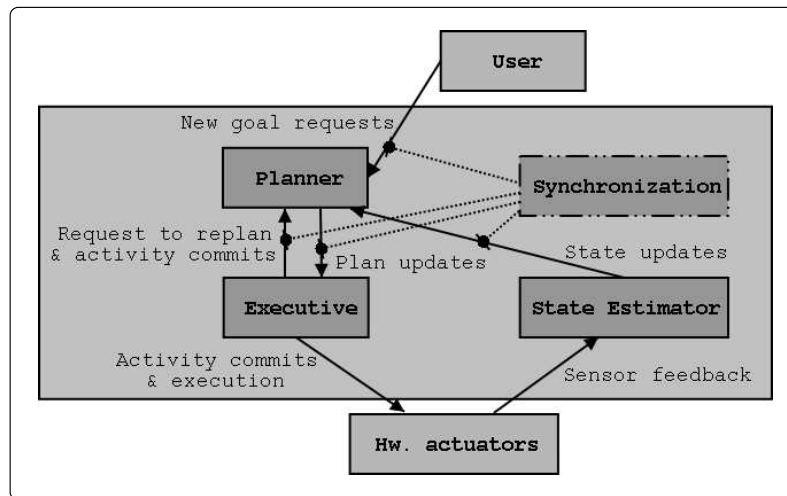 User
New goal requests
Planner
Synchronization
Request to replan
& activity commits
Plan updates
State updates
Executive
State Estimator
Activity commits
& execution
Sensor feedback
Hw. actuators